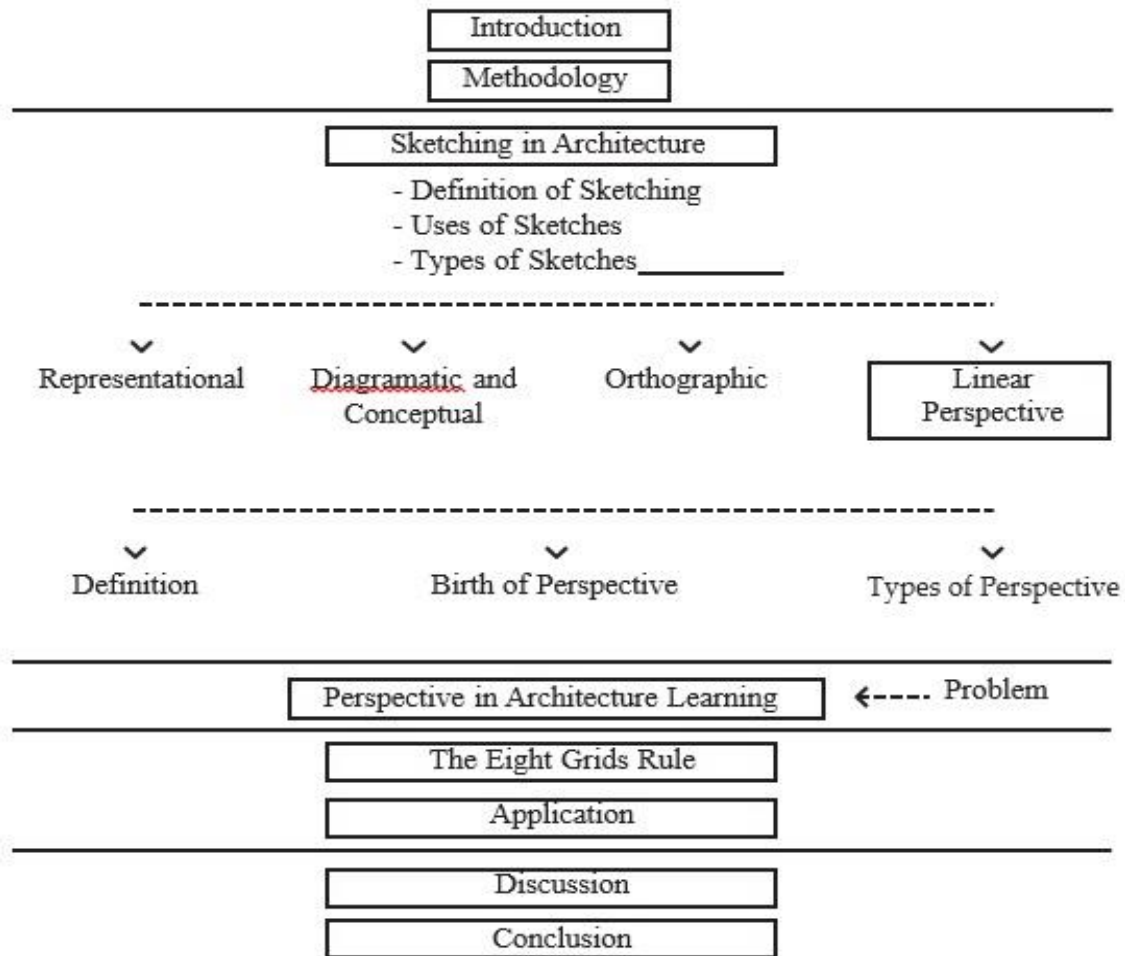 Introduction
Methodology
Sketching in Architecture
- Definition of Sketching
- Uses of Sketches
- Types of Sketches
Representational
Diagramatic and
Conceptual
Orthographic
Linear
Perspective
Definition
Birth of Perspective
Types of Perspective
Perspective in Architecture Learning
Problem
The Eight Grids Rule
Application
Discussion
Conclusion